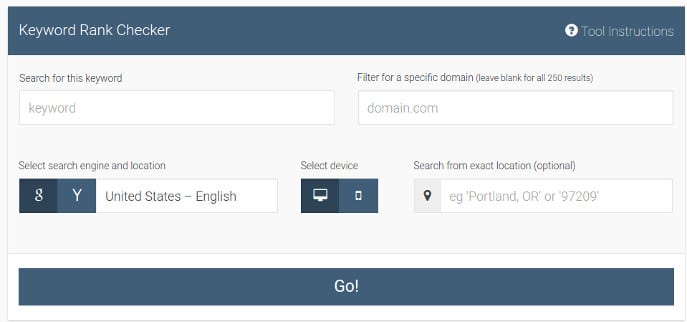 Keyword Rank Checker
? Tool Instructions
Search for this keyword
Filter for a specific domain (leave blank for all 250 results)
keyword
domain.com
Select search engine and location
Select device
Search from exact location (optional)
g Y United States – English
eg 'Portland, OR' or '97209'
Go!